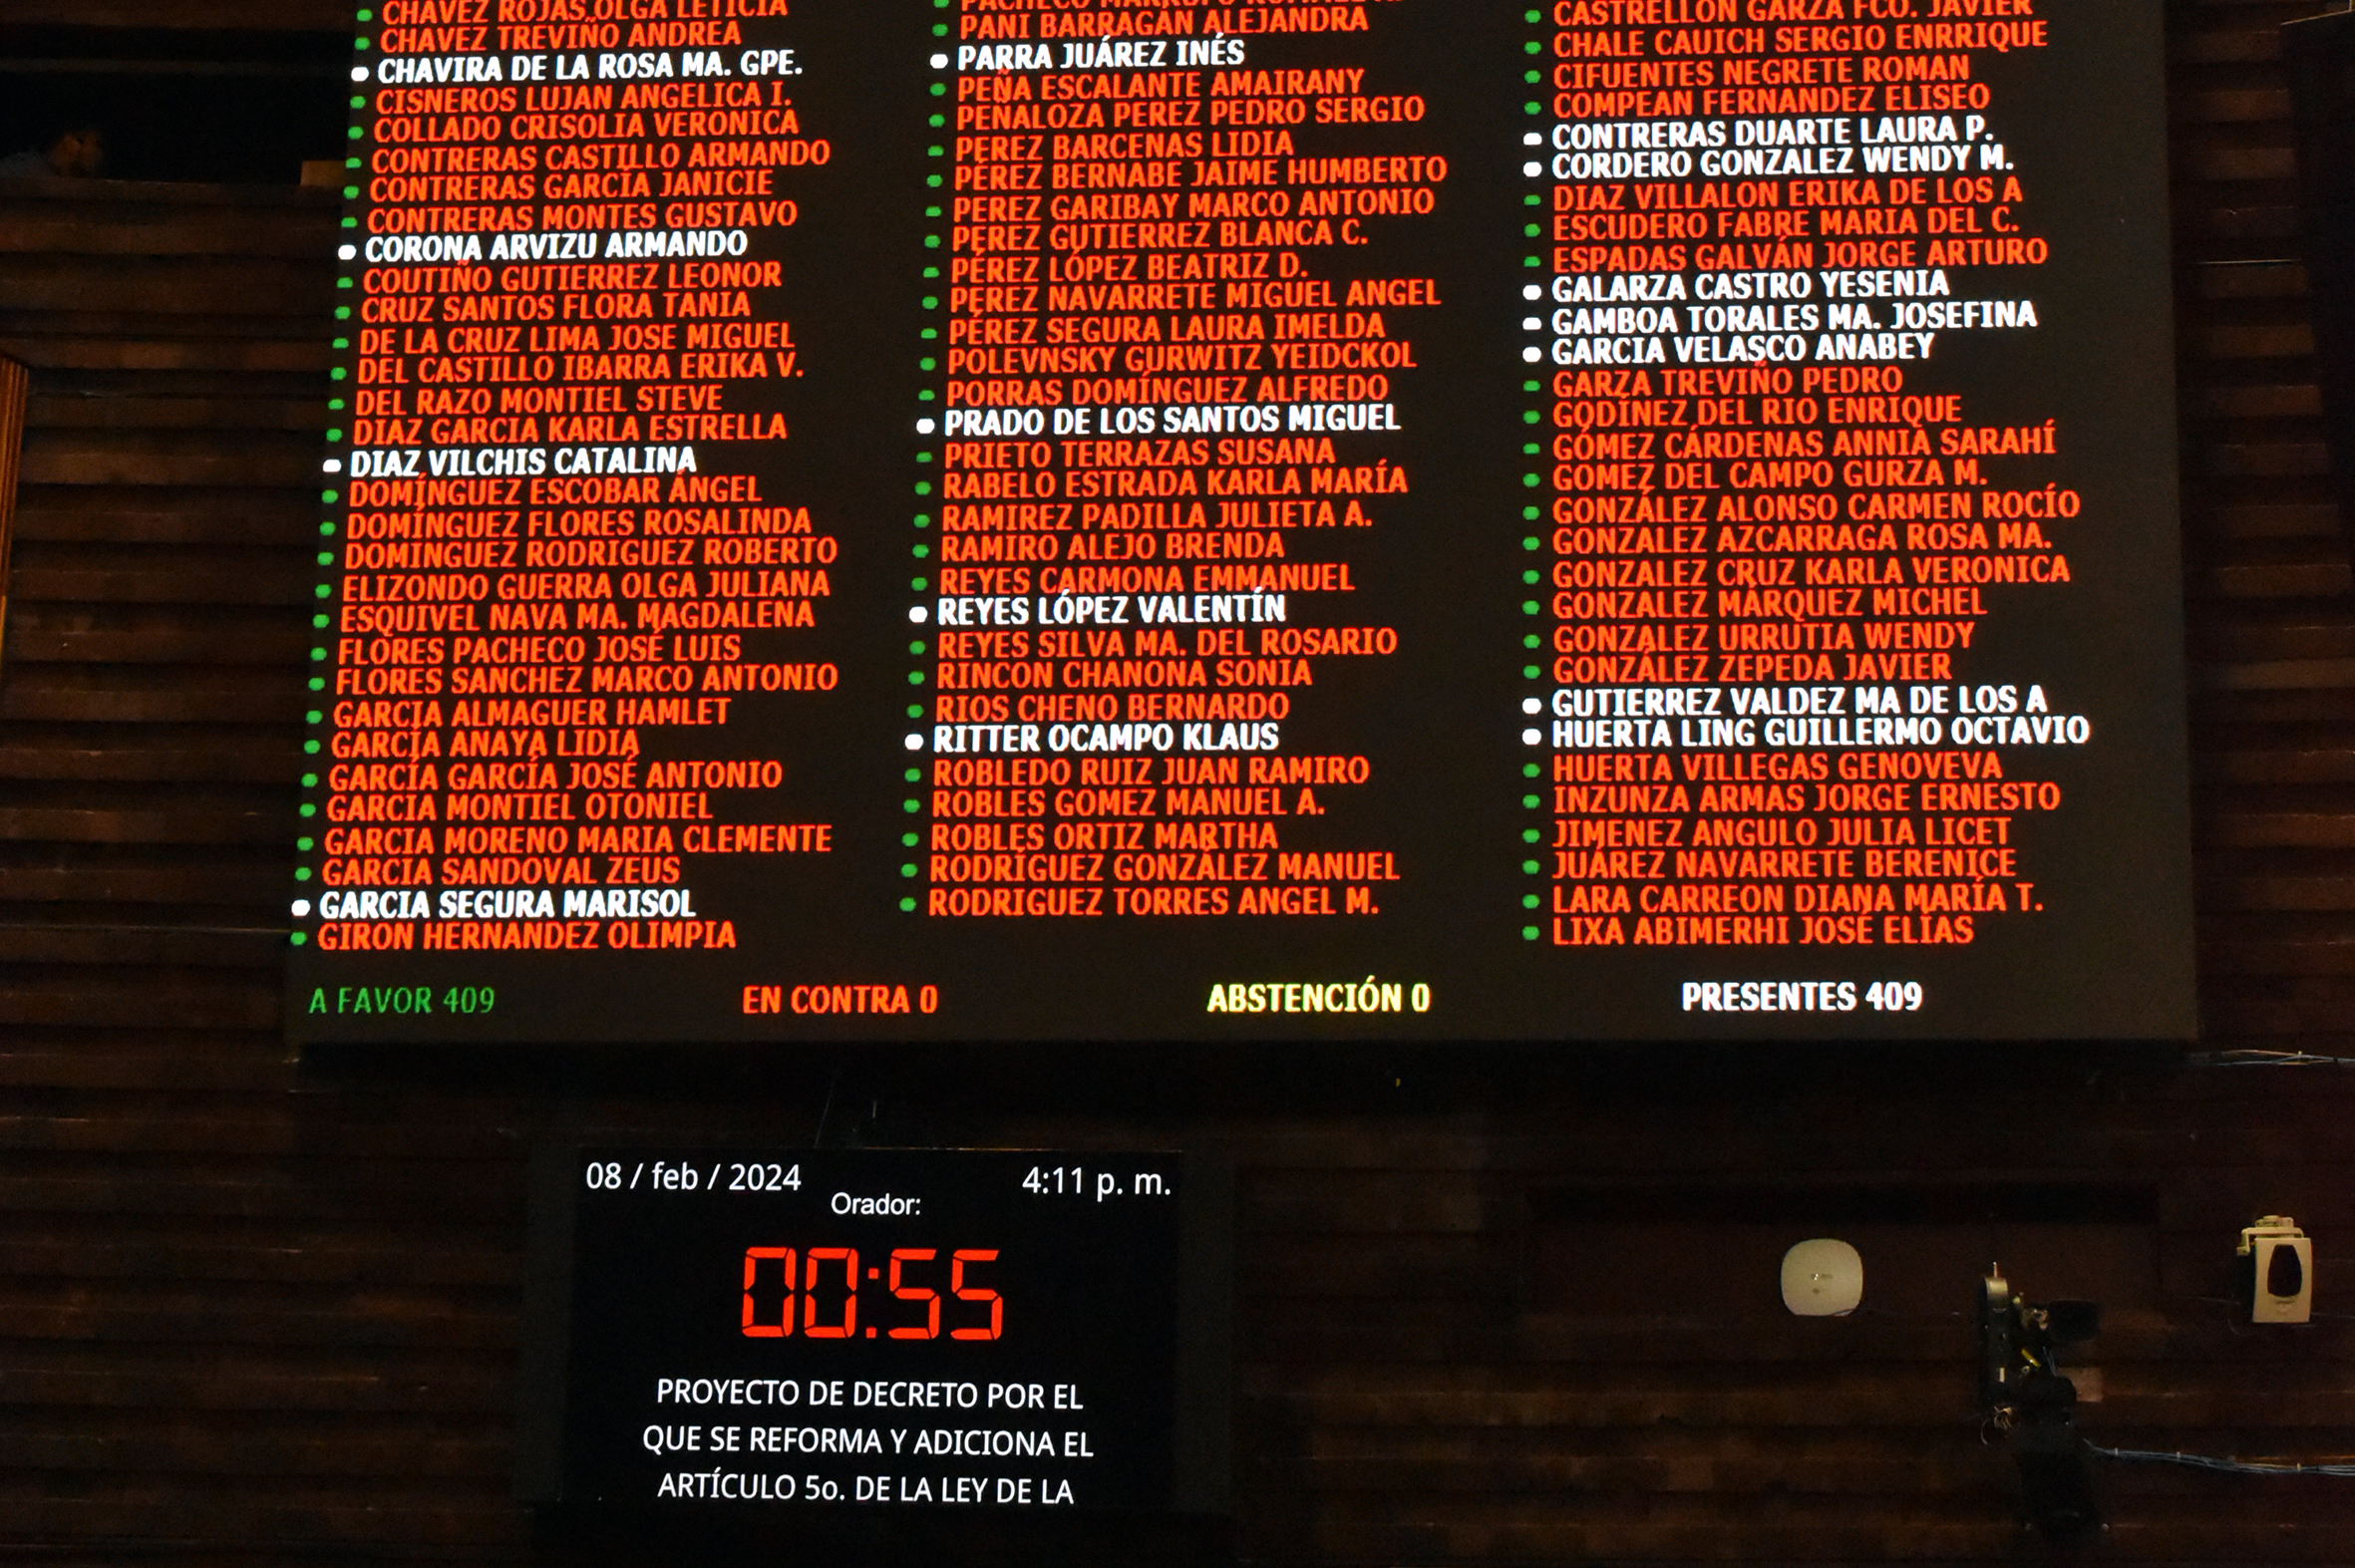 CHAVEZ ROJAS OLGA LETICIA
CHAVEZ TREVIÑO ANDREA
CHAVIRA DE LA ROSA MA. GPE.
CISNEROS LUJAN ANGELICA I.
COLLADO CRISOLIA VERONICA
CONTRERAS CASTILLO ARMANDO
CONTRERAS GARCÍA JANICIE
CONTRERAS MONTES GUSTAVO
CORONA ARVIZU ARMANDO
COUTIÑO GUTIERREZ LEONOR
CRUZ SANTOS FLORA TANIA
DE LA CRUZ LIMA JOSE MIGUEL
DEL CASTILLO IBARRA ERIKA V.
DEL RAZO MONTIEL STEVE
DIAZ GARCIA KARLA ESTRELLA
DIAZ VILCHIS CATALINA
DOMÍNGUEZ ESCOBAR ÁNGEL
DOMÍNGUEZ FLORES ROSALINDA
DOMINGUEZ RODRIGUEZ ROBERTO
ELIZONDO GUERRA OLGA JULIANA
ESQUIVEL NAVA MA. MAGDALENA
FLORES PACHECO JOSÉ LUIS
FLORES SANCHEZ MARCO ANTONIO
GARCIA ALMAGUER HAMLET
GARCÍA ANAYA LIDIA
GARCÍA GARCÍA JOSÉ ANTONIO
GARCIA MONTIEL OTONIEL
GARCIA MORENO MARIA CLEMENTE
GARCIA SANDOVAL ZEUS
GARCIA SEGURA MARISOL
GIRON HERNANDEZ OLIMPIA
PANI BARRAGÁN ALEJANDRA
PARRA JUÁREZ INÉS
PEÑA ESCALANTE AMAIRANY
PEÑALOZA PEREZ PEDRO SERGIO
PEREZ BARCENAS LIDIA
PÉREZ BERNABE JAIME HUMBERTO
PEREZ GARIBAY MARCO ANTONIO
PEREZ GUTIERREZ BLANCA C.
PÉREZ LÓPEZ BEATRIZ D.
PEREZ NAVARRETE MIGUEL ANGEL
PÉREZ SEGURA LAURA IMELDA
POLEVNSKY GURWITZ YEIDCKOL
PORRAS DOMÍNGUEZ ALFREDO
PRADO DE LOS SANTOS MIGUEL
PRIETO TERRAZAS SUSANA
RABELO ESTRADA KARLA MARÍA
RAMIREZ PADILLA JULIETA A.
RAMIRO ALEJO BRENDA
REYES CARMONA EMMANUEL
REYES LÓPEZ VALENTÍN
REYES SILVA MA. DEL ROSARIO
RINCON CHANONA SONIA
RIOS CHENO BERNARDO
RITTER OCAMPO KLAUS
ROBLEDO RUIZ JUAN RAMIRO
ROBLES GOMEZ MANUEL A.
ROBLES ORTIZ MARTHA
RODRÍGUEZ GONZÁLEZ MANUEL
RODRIGUEZ TORRES ANGEL M.
CASTRELLON GARZA FCO. JAVIER
CHALE CAUICH SERGIO ENRRIQUE
CIFUENTES NEGRETE ROMAN
COMPEAN FERNANDEZ ELISEO
CONTRERAS DUARTE LAURA P.
CORDERO GONZALEZ WENDY M.
DIAZ VILLALON ERIKA DE LOS A
ESCUDERO FABRE MARIA DEL C.
ESPADAS GALVÁN JORGE ARTURO
GALARZA CASTRO YESENIA
GAMBOA TORALES MA. JOSEFINA
GARCIA VELASCO ANABEY
GARZA TREVIÑO PEDRO
GODÍNEZ DEL RIO ENRIQUE
GÓMEZ CÁRDENAS ANNIA SARAHÍ
GOMEZ DEL CAMPO GURZA M.
GONZÁLEZ ALONSO CARMEN ROCÍO
GONZALEZ AZCARRAGA ROSA MA.
GONZALEZ CRUZ KARLA VERONICA
GONZALEZ MÁRQUEZ MICHEL
GONZALEZ URRUTIA WENDY
GONZÁLEZ ZEPEDA JAVIER
GUTIERREZ VALDEZ MA DE LOS A
HUERTA LING GUILLERMO OCTAVIO
HUERTA VILLEGAS GENOVEVA
INZUNZA ARMAS JORGE ERNESTO
JIMENEZ ANGULO JULIA LICET
JUÁREZ NAVARRETE BERENICE
LARA CARREON DIANA MARÍA T.
LIXA ABIMERHI JOSÉ ELÍAS
A FAVOR 409
EN CONTRA 0
ABSTENCIÓN 0
PRESENTES 409
08 / feb / 2024
4:11 p. m.
Orador:
00:55
PROYECTO DE DECRETO POR EL
QUE SE REFORMA Y ADICIONA EL
ARTÍCULO 5o. DE LA LEY DE LA